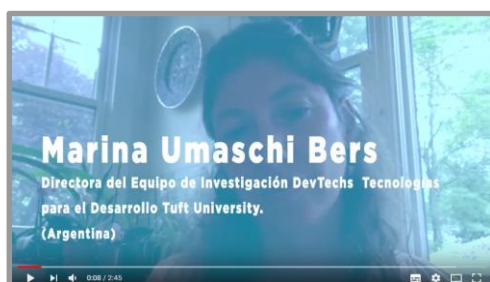 Marina Umaschi Bers
Directora del Equipo de Investigación DevTechs Tecnologías
para el Desarrollo Tuft University.
(Argentina)
0:08 / 2:45